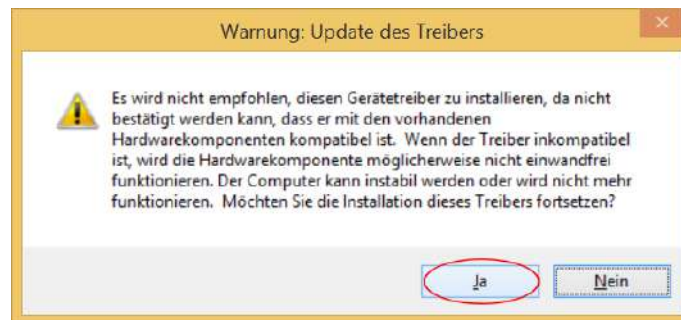 Warnung: Update des Treibers
Es wird nicht empfohlen, diesen Gerätetreiber zu installieren, da nicht
bestätigt werden kann, dass er mit den vorhandenen
Hardwarekomponenten kompatibel ist. Wenn der Treiber inkompatibel
ist, wird die Hardwarekomponente möglicherweise nicht einwandfrei
funktionieren. Der Computer kann instabil werden oder wird nicht mehr
funktionieren. Möchten Sie die Installation dieses Treibers fortsetzen?
Ja
Nein